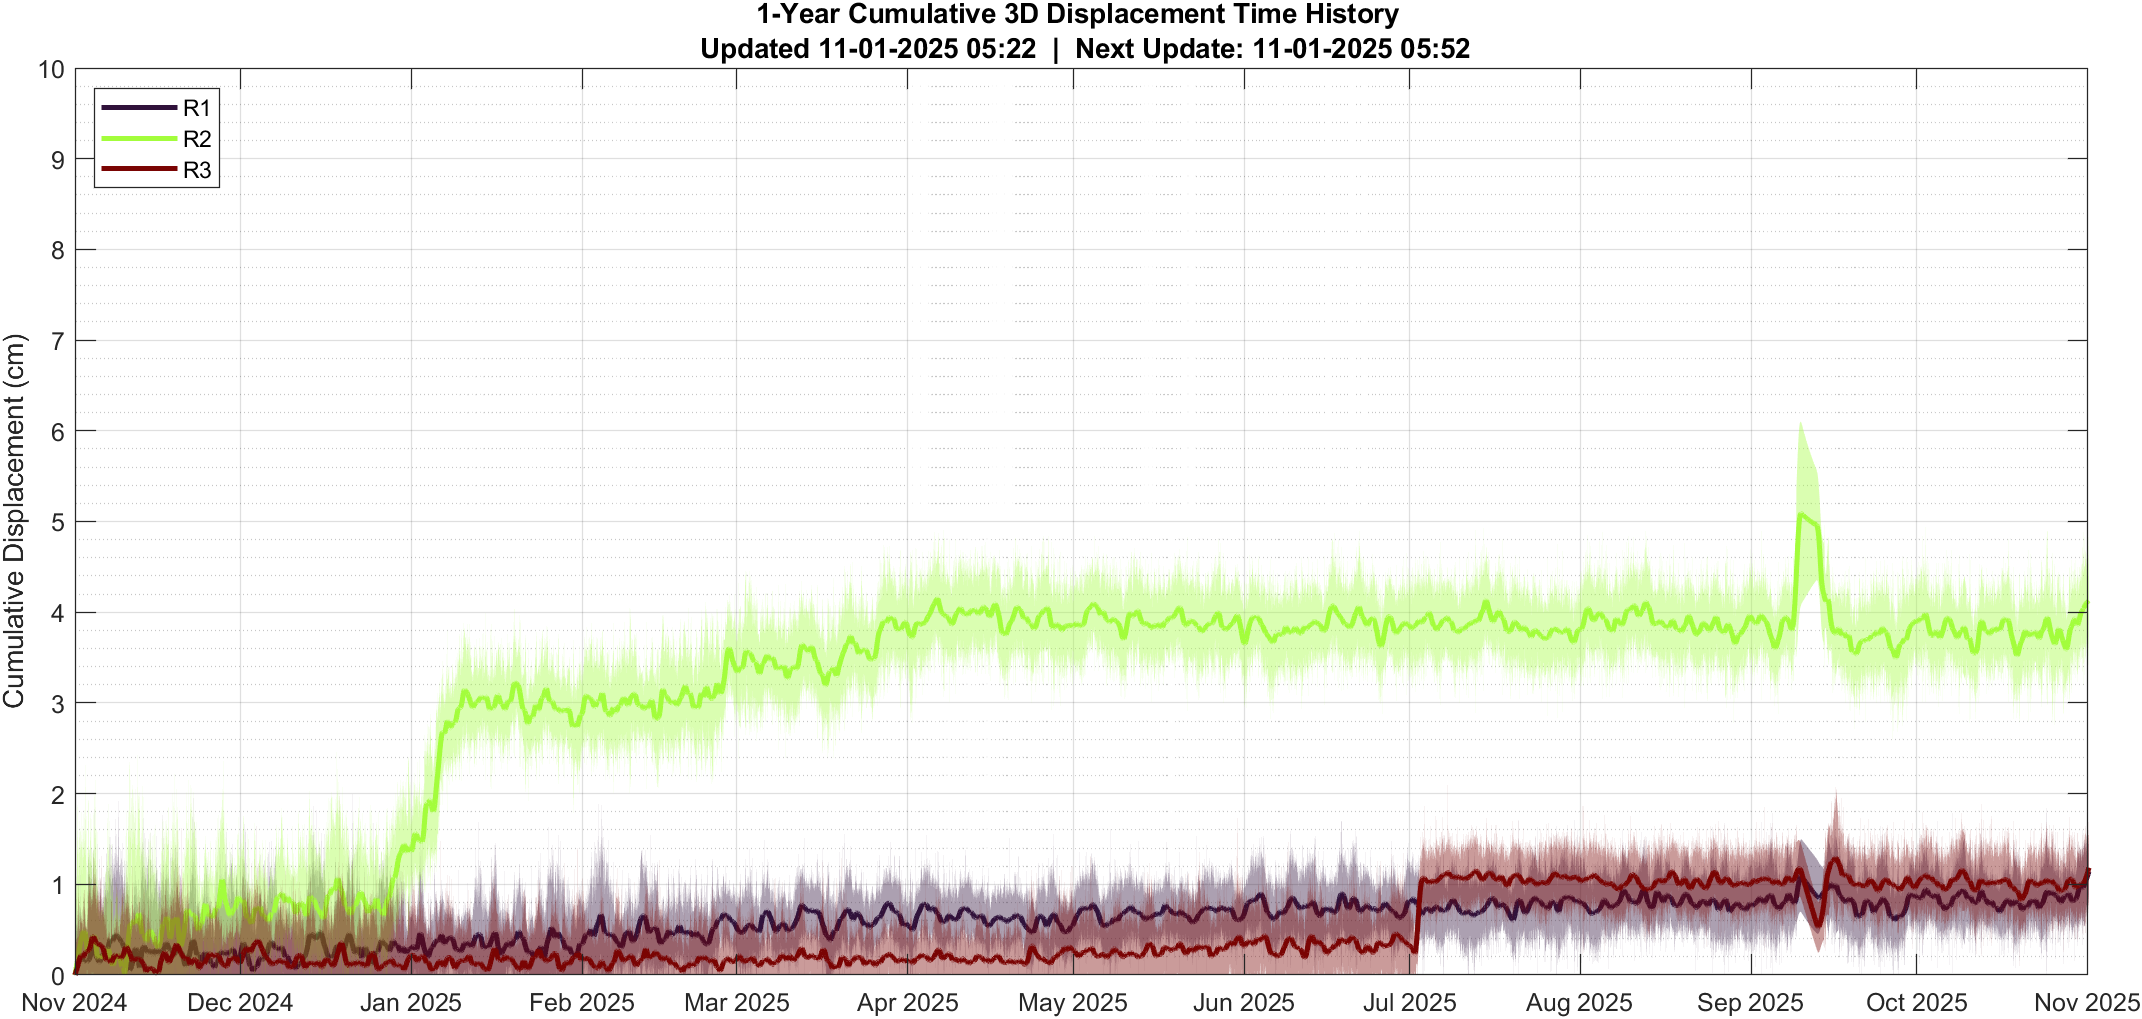 1-Year Cumulative 3D Displacement Time History
Updated 11-01-2025 05:22 | Next Update: 11-01-2025 05:52
R1
R2
R3
Cumulative Displacement (cm)
10
9
8
7
6
5
4
3
2
1
0
Nov 2024 Dec 2024 Jan 2025 Feb 2025 Mar 2025 Apr 2025 May 2025 Jun 2025 Jul 2025 Aug 2025 Sep 2025 Oct 2025 Nov 2025